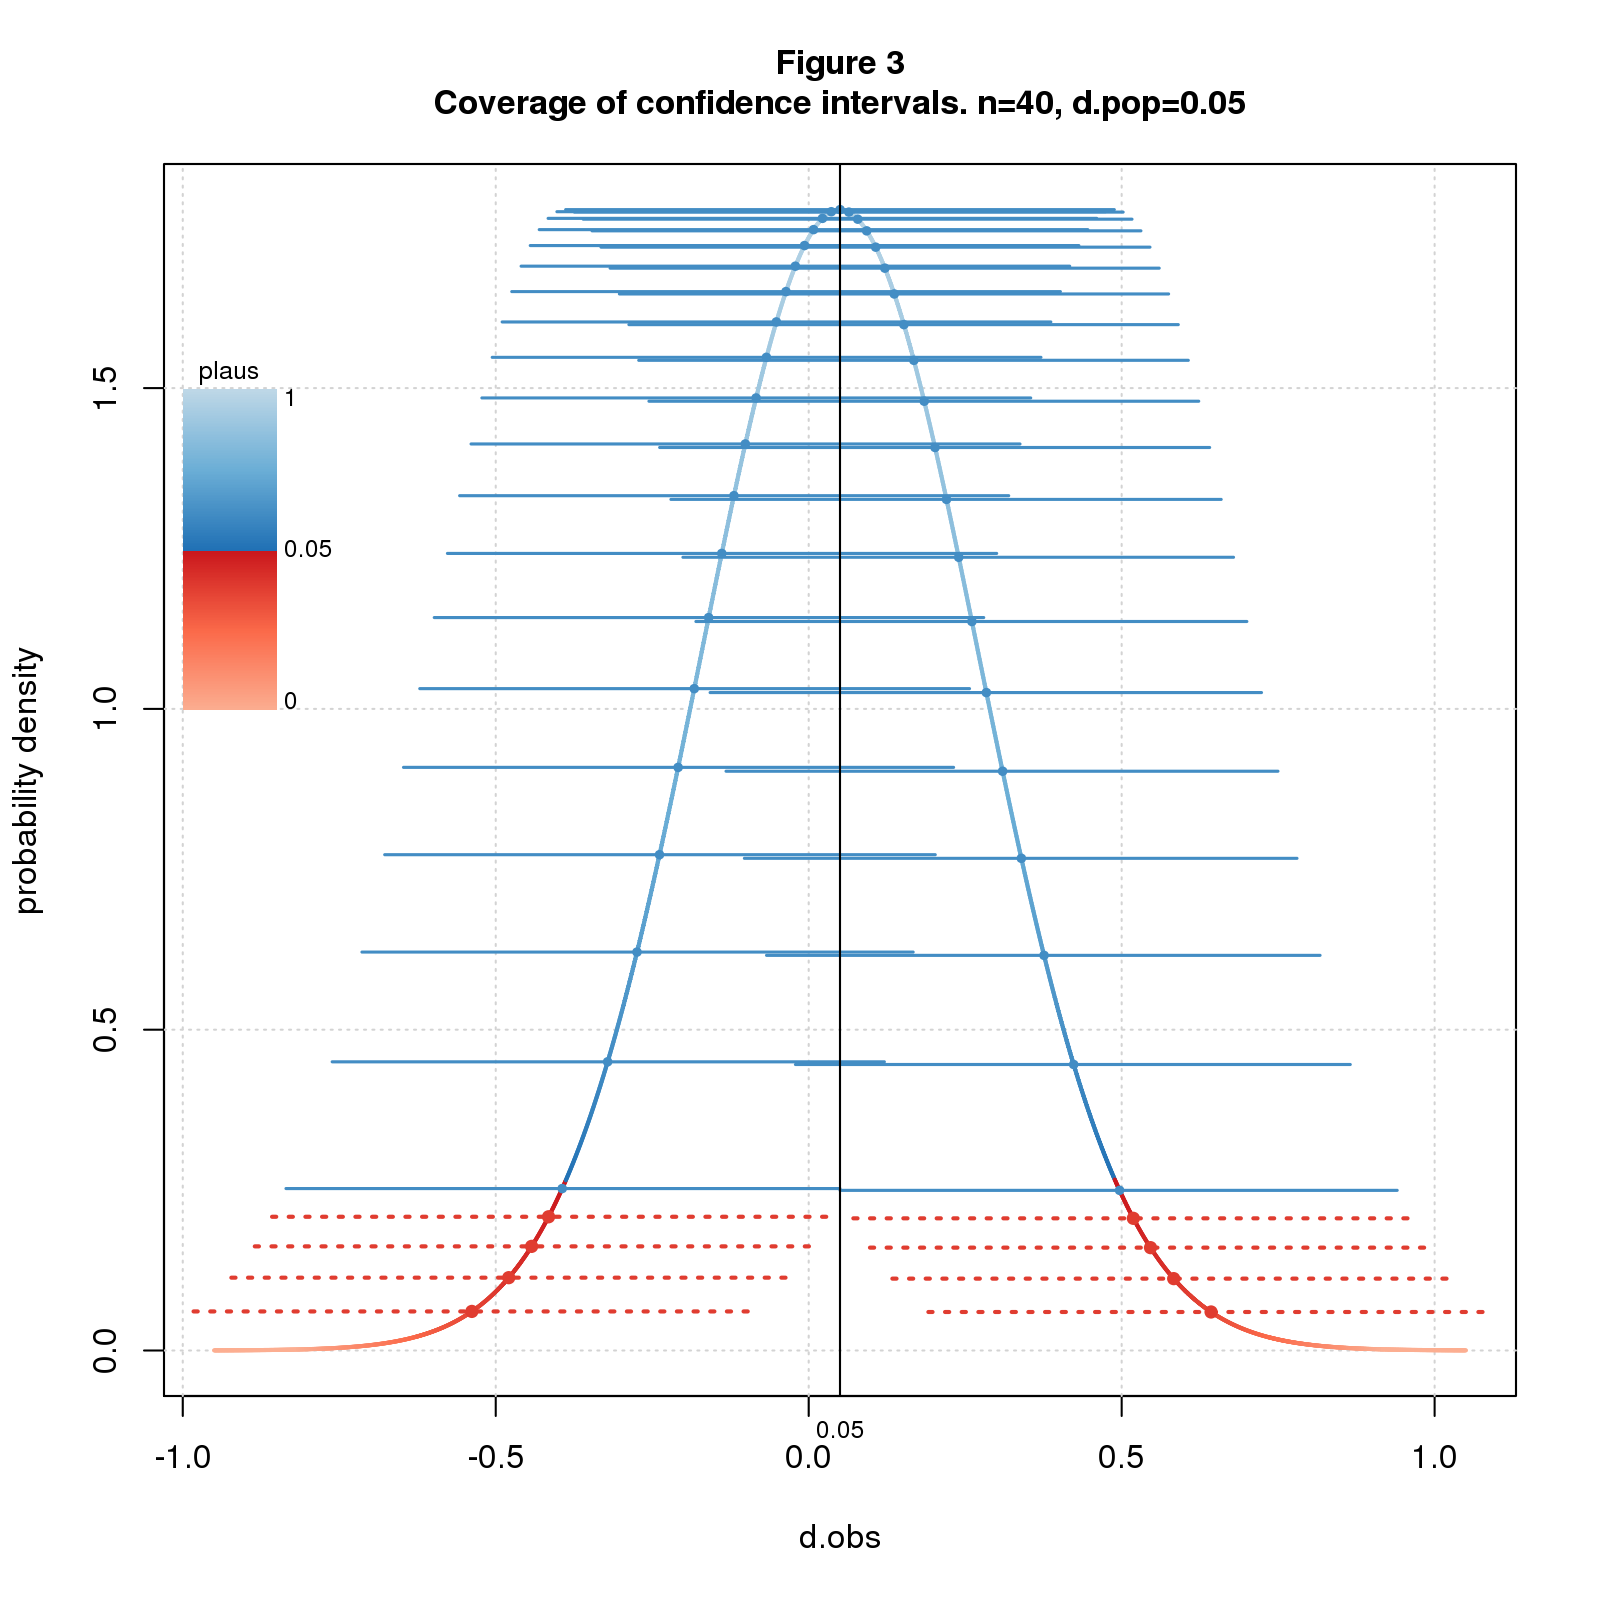 Figure 3
Coverage of confidence intervals. n=40, d.pop=0.05
plaus
1
0.05
0
probability density
1.5
1.0
0.5
0.0
0.05
-1.0 -0.5 0.0 0.5 1.0
d.obs